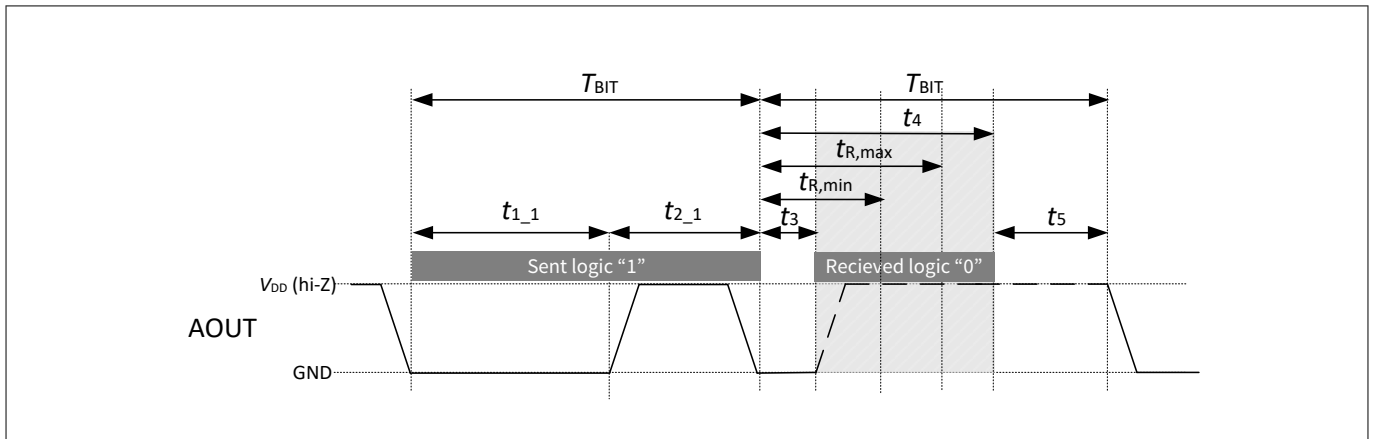 TBIT TBIT
t4
tR,max
tR,min
t1_1 t2_1 t3 t5
Sent logic “1” Recieved logic “0”
VDD (hi-Z)
AOUT
GND